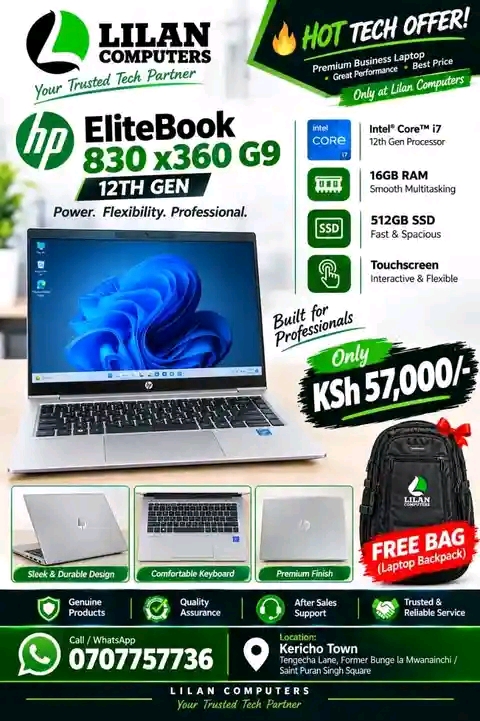 LILAN
COMPUTERS
Your Trusted Tech Partner
HOT TECH OFFER!
Premium Business Laptop
• Great Performance • Best Price
Only at Lilan Computers
hp
EliteBook
830 x360 G9
12TH GEN
Power. Flexibility. Professional.
intel
CORE
i7
Intel® Core™ i7
12th Gen Processor
16GB RAM
Smooth Multitasking
SSD
512GB SSD
Fast & Spacious
Touchscreen
Interactive & Flexible
Built for
Professionals
Only
KSh 57,000/-
hp
LILAN
COMPUTERS
FREE BAG
(Laptop Backpack)
Sleek & Durable Design
Comfortable Keyboard
Premium Finish
Genuine
Products
Quality
Assurance
After Sales
Support
Trusted &
Reliable Service
Call / WhatsApp
0707757736
Location:
Kericho Town
Tengecha Lane, Former Bunge la Mwanainchi /
Saint Puran Singh Square
LILAN COMPUTERS
Your Trusted Tech Partner